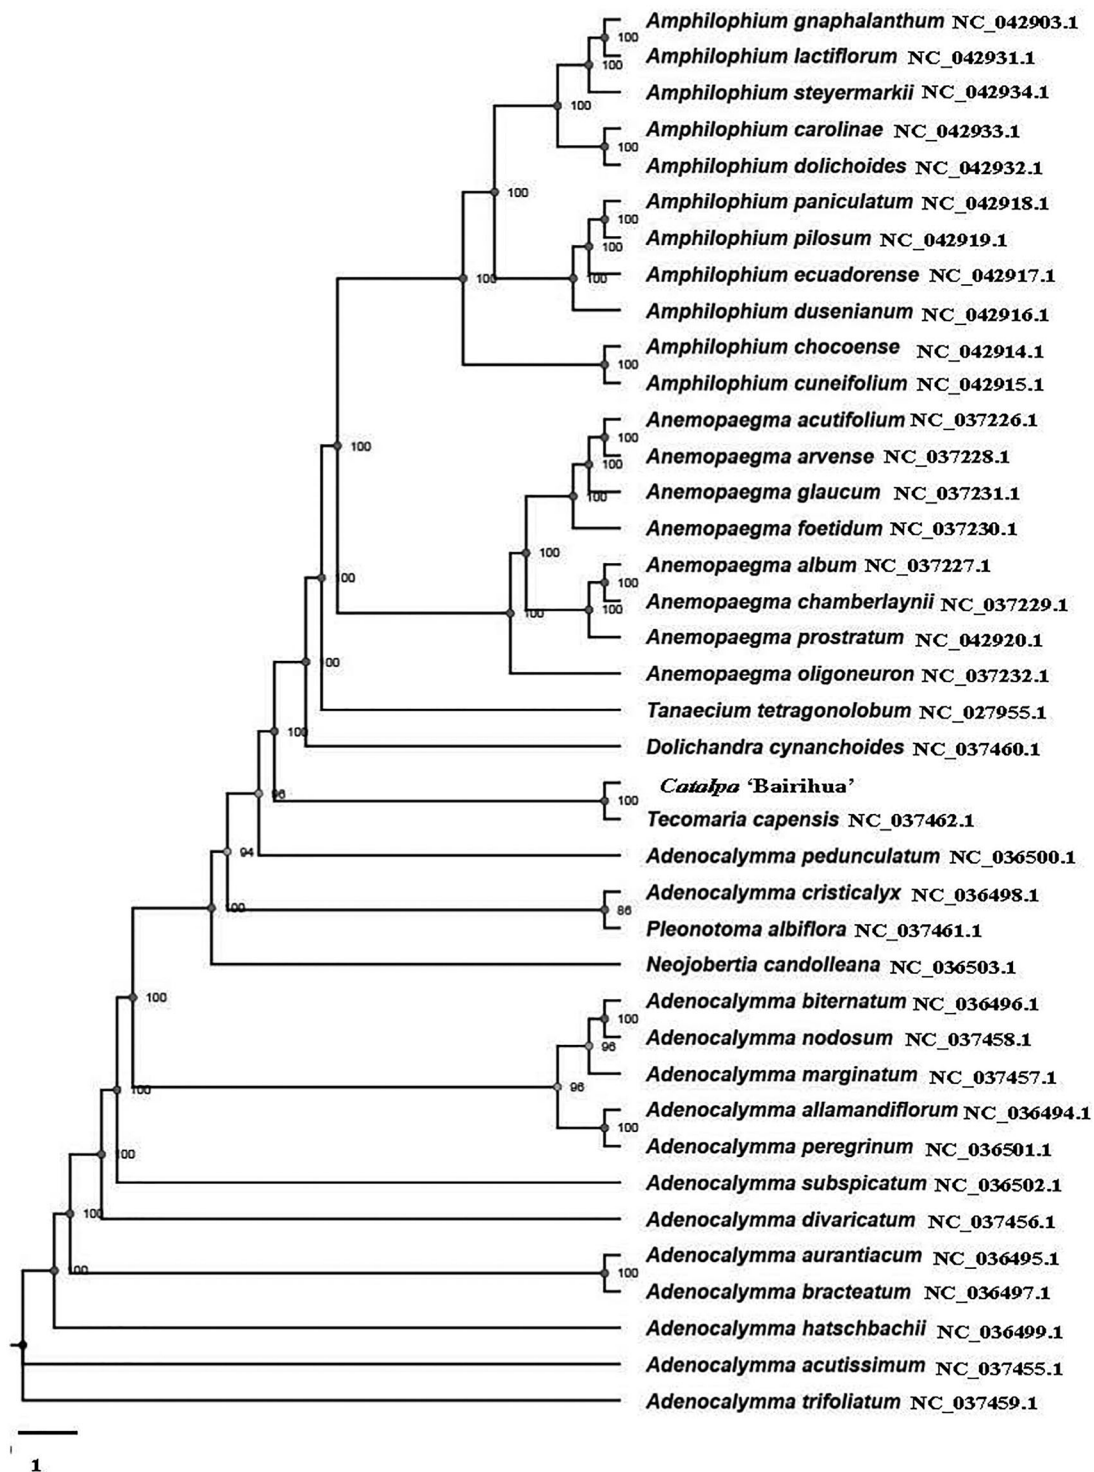 Amphilophium gnaphalanthum NC_042903.1
100
Amphilophium lactiflorum NC_042931.1
100
Amphilophium steyermarkii NC_042934.1
100
Amphilophium carolinae NC_042933.1
100
Amphilophium dolichoides NC_042932.1
100
Amphilophium paniculatum NC_042918.1
100
Amphilophium pilosum NC_042919.1
100
Amphilophium ecuadorense NC_042917.1
100
100
Amphilophium dusenianum NC_042916.1
Amphilophium chocoense NC_042914.1
100
Amphilophium cuneifolium NC_042915.1
Anemopaegma acutifolium NC_037226.1
100
100
Anemopaegma arvense NC_037228.1
100
Anemopaegma glaucum NC_037231.1
100
Anemopaegma foetidum NC_037230.1
100
Anemopaegma album NC_037227.1
100
100
Anemopaegma chamberlaynii NC_037229.1
100
100
Anemopaegma prostratum NC_042920.1
100
Anemopaegma oligoneuron NC_037232.1
Tanaecium tetragonolobum NC_027955.1
100
Dolichandra cynanchoides NC_037460.1
Catalpa ‘Bairihua’
96
100
Tecomaria capensis NC_037462.1
94
Adenocalymma pedunculatum NC_036500.1
Adenocalymma cristicalyx NC_036498.1
100
86
Pleonotoma albiflora NC_037461.1
Neojobertia candolleana NC_036503.1
100
Adenocalymma biternatum NC_036496.1
100
Adenocalymma nodosum NC_037458.1
96
Adenocalymma marginatum NC_037457.1
100
96
Adenocalymma allamandiflorum NC_036494.1
100
Adenocalymma peregrinum NC_036501.1
100
Adenocalymma subspicatum NC_036502.1
100
Adenocalymma divaricatum NC_037456.1
Adenocalymma aurantiacum NC_036495.1
100
100
Adenocalymma bracteatum NC_036497.1
Adenocalymma hatschbachii NC_036499.1
Adenocalymma acutissimum NC_037455.1
Adenocalymma trifoliatum NC_037459.1
1